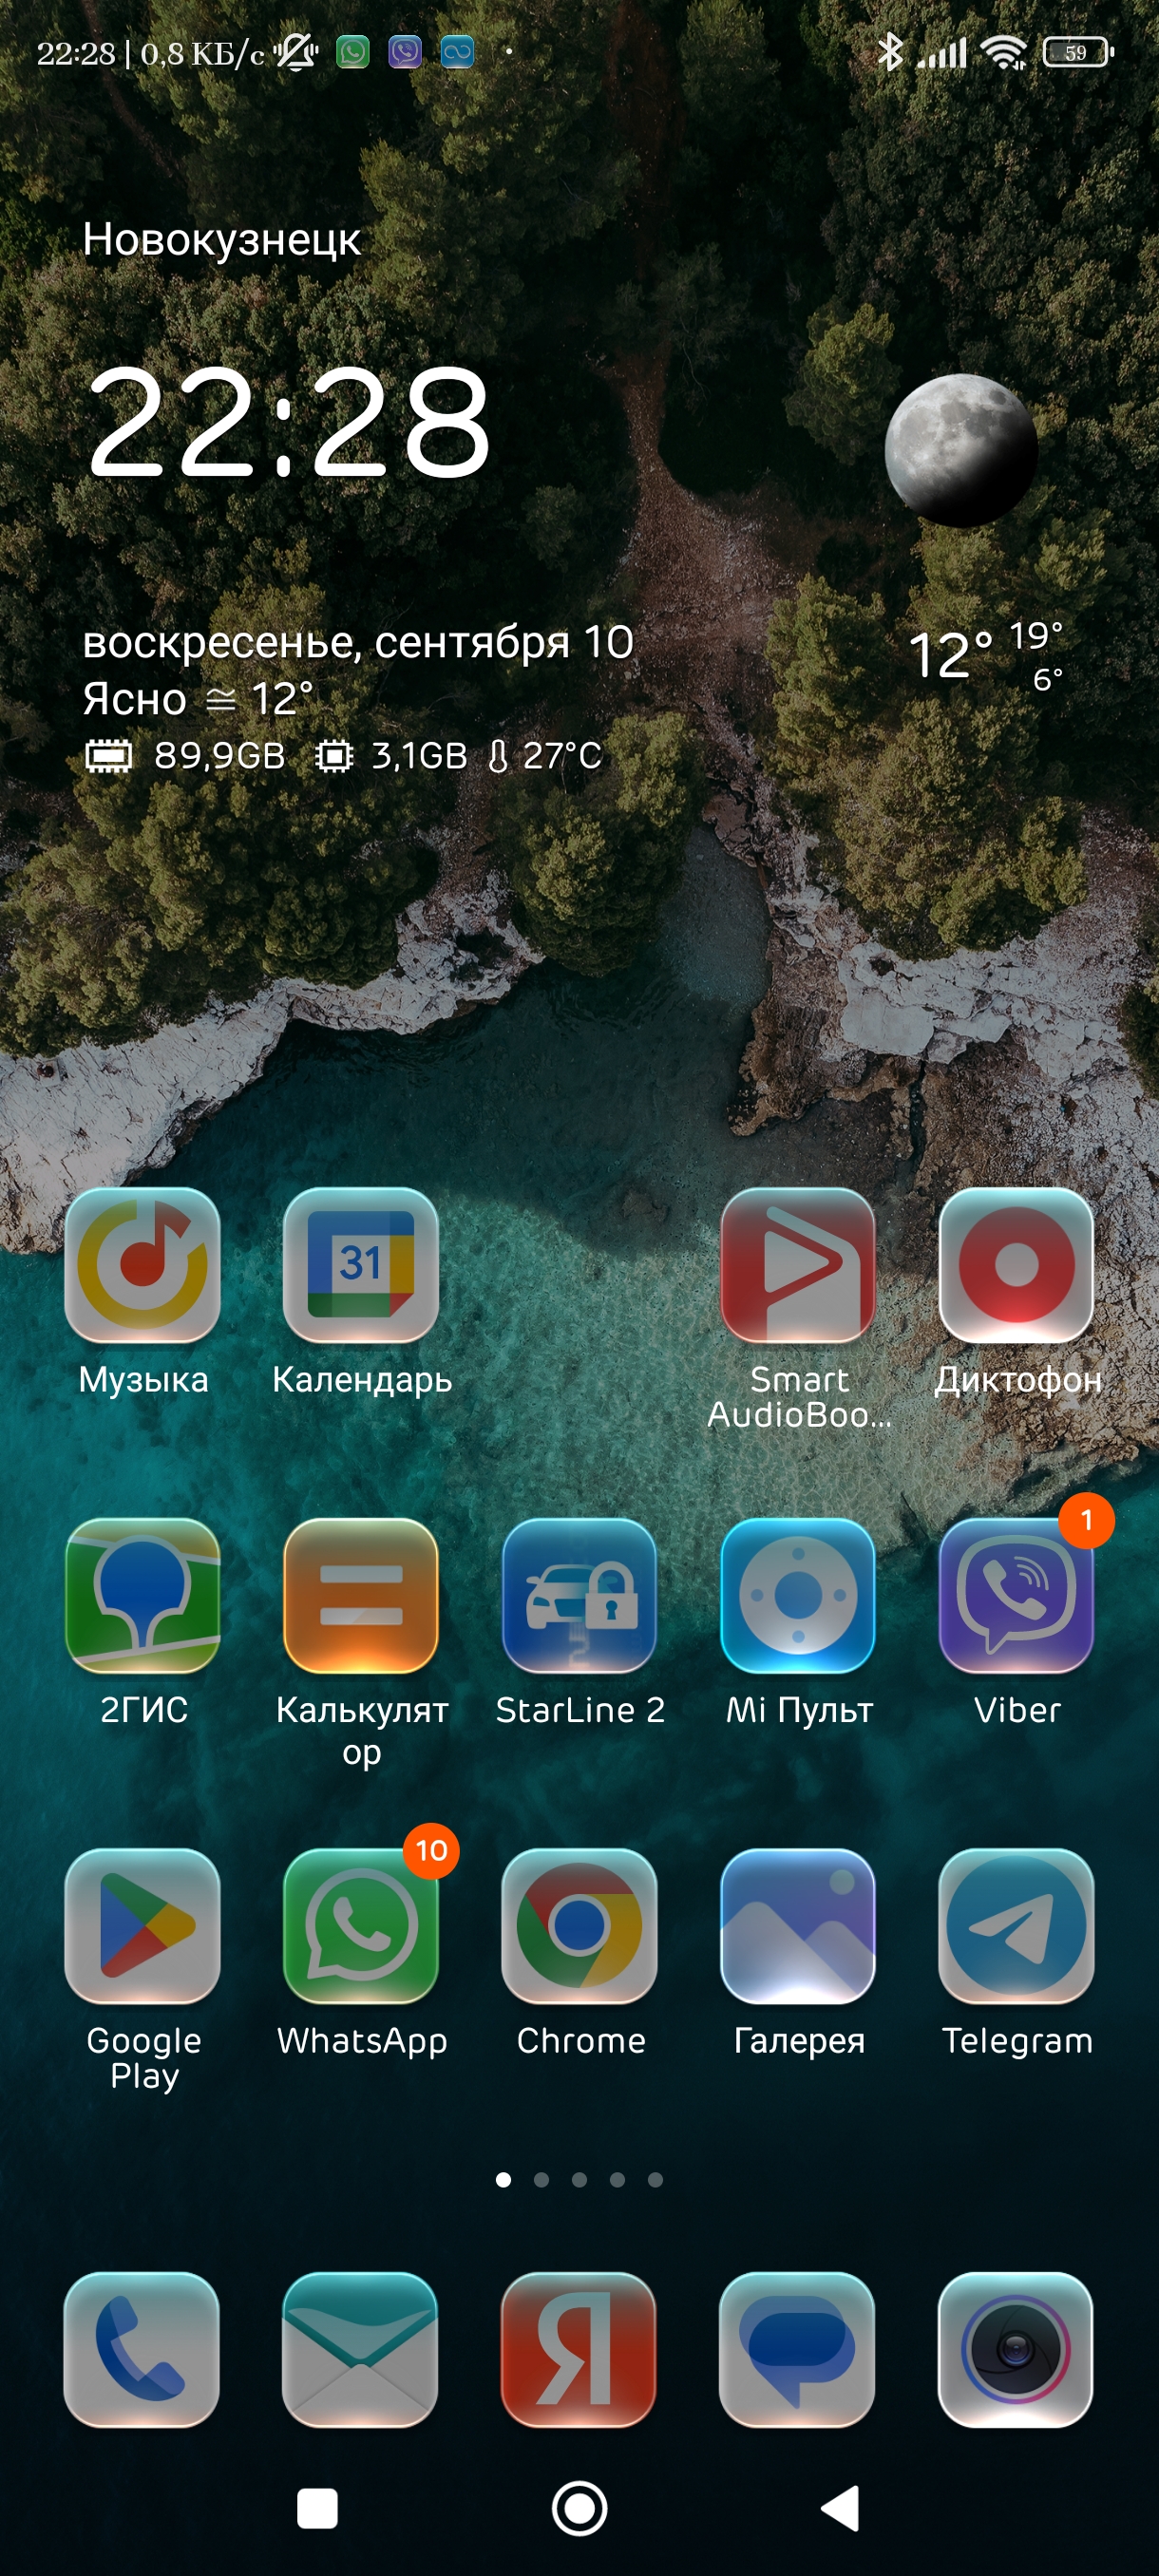 22:28 | 0,8 КБ/с
59
Новокузнецк
22:28
воскресенье, сентября 10
12° 19°
6°
Ясно ≅ 12°
89,9GB 3,1GB 27°C
31
Музыка Календарь Smart AudioBoo... Диктофон
1
2ГИС Калькулят
ор StarLine 2 Mi Пульт Viber
10
Google
Play WhatsApp Chrome Галерея Telegram
Я